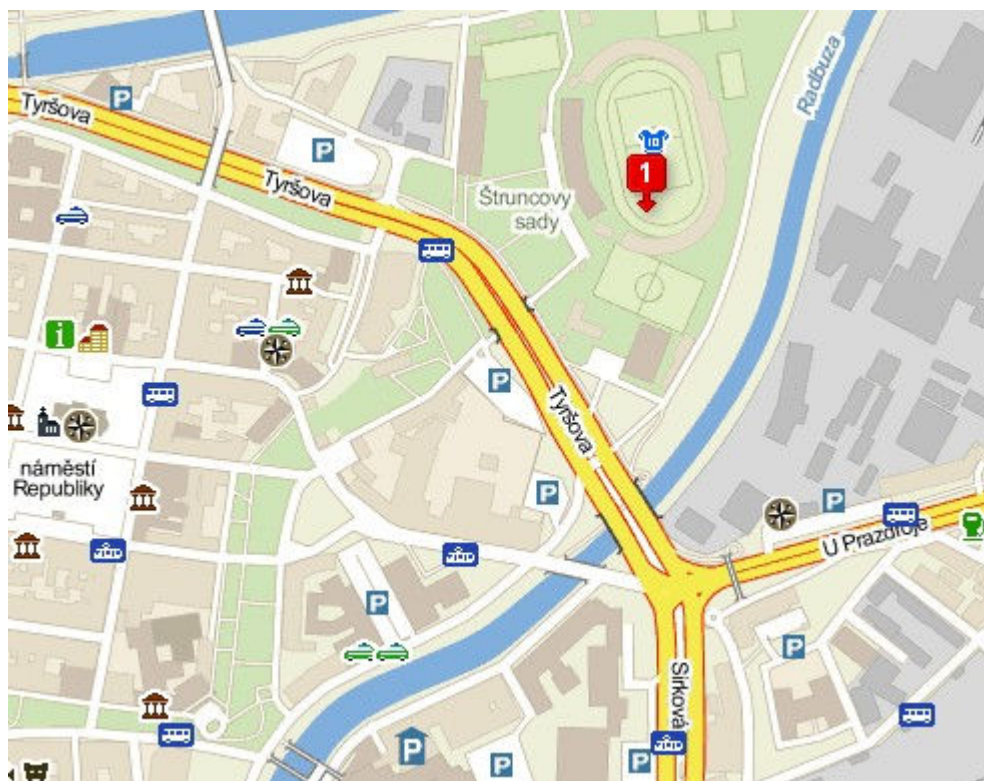 Tyršova
P
P
Radbuza
10
1
Tyršova
Štruncovy
sady
i
P
Tyršova
náměstí
Republiky
P
P
U Prazdroje
P
P
Sirková
P
P
P